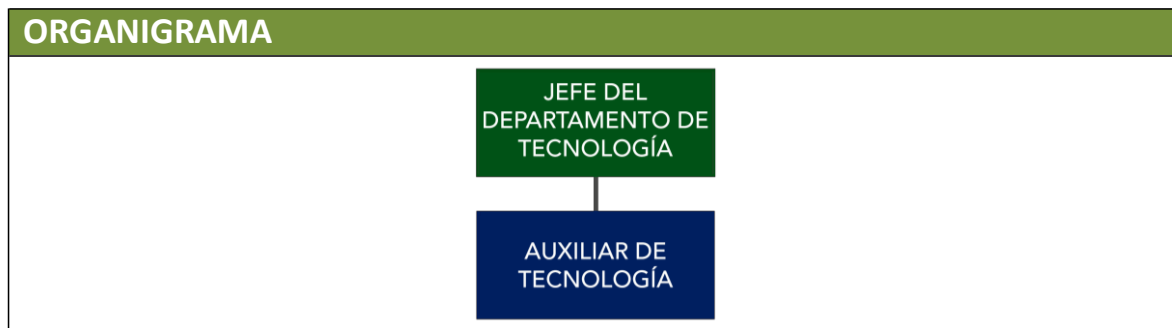 ORGANIGRAMA
JEFE DEL
DEPARTAMENTO DE
TECNOLOGÍA
AUXILIAR DE
TECNOLOGÍA